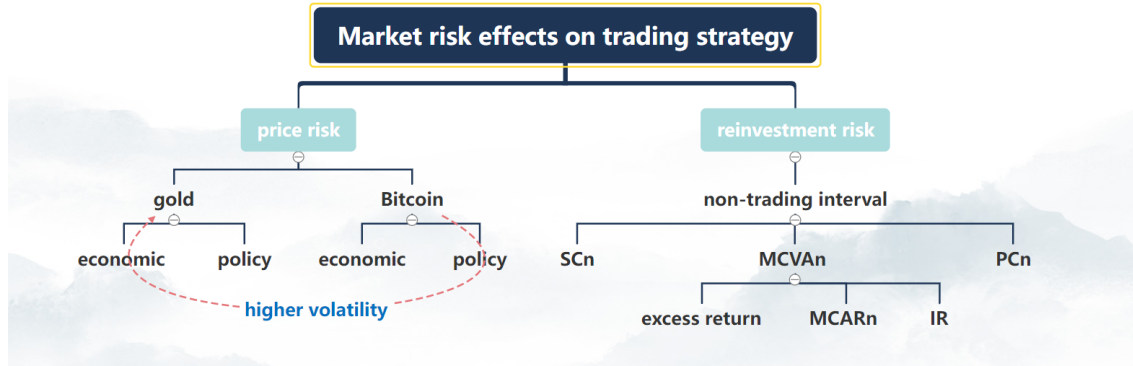 Market risk effects on trading strategy
price risk
reinvestment risk
gold
Bitcoin
non-trading interval
economic
policy
economic
policy
SCn
MCVAn
PCn
higher volatility
excess return
MCARn
IR